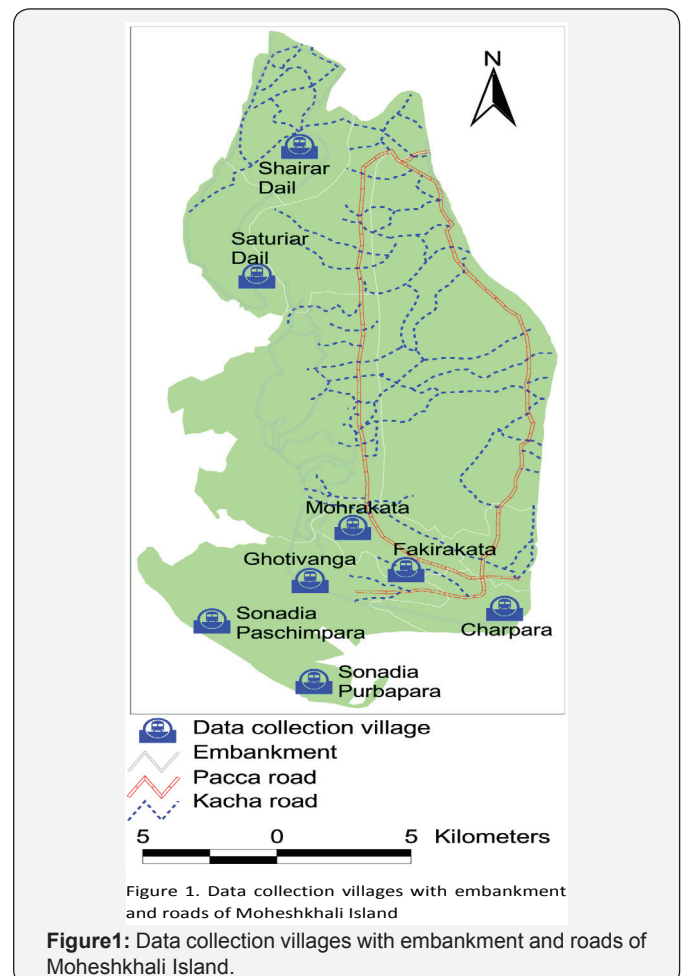 N
Shairar
Dail
Saturiar
Dail
Mohrakata
Ghotivanga
Fakirakata
Sonadia
Paschimpara
Charpara
Sonadia
Purbapara
Data collection village
Embankment
Pacca road
Kacha road
5 0 5 Kilometers
Figure 1. Data collection villages with embankment
and roads of Moheshkhali Island
Figure1: Data collection villages with embankment and roads of
Moheshkhali Island.